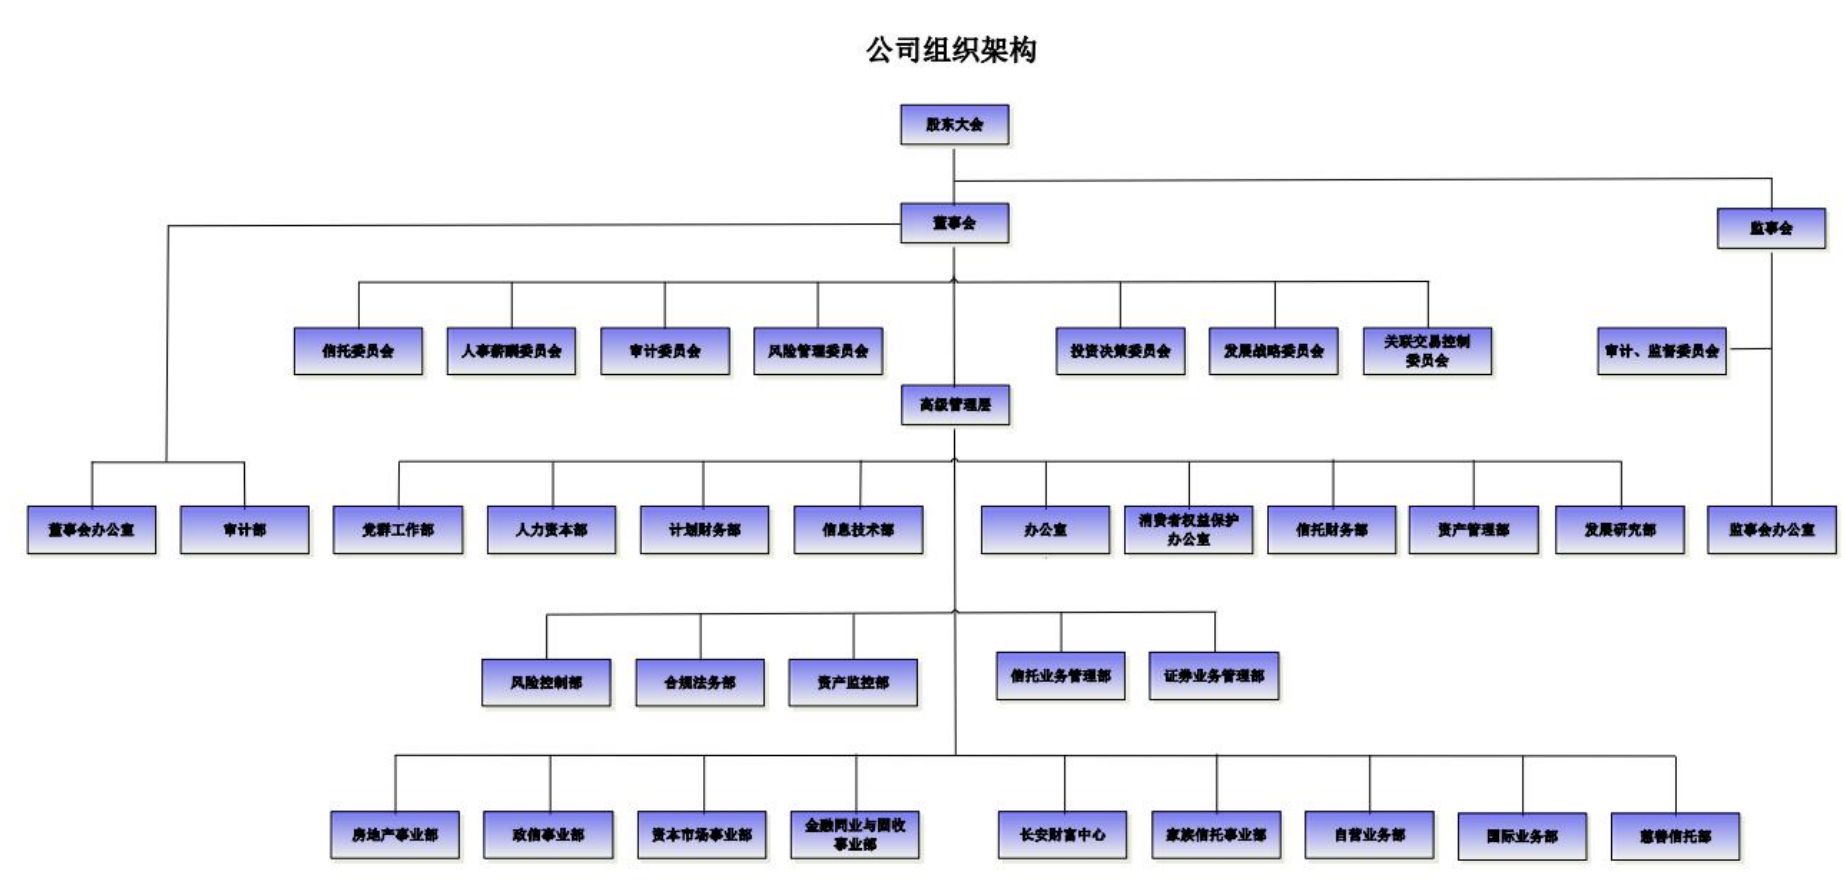 公司组织架构
股东大会
董事会
监事会
信托委员会
人事薪酬委员会
审计委员会
风险管理委员会
投资决策委员会
发展战略委员会
关联交易控制
委员会
审计、监督委员会
高级管理层
董事会办公室
审计部
党群工作部
人力资本部
计划财务部
信息技术部
办公室
消费者权益保护
办公室
信托财务部
资产管理部
发展研究部
监事会办公室
风险控制部
合规法务部
资产监控部
信托业务管理部
证券业务管理部
房地产事业部
政信事业部
资本市场事业部
金融同业与固收
事业部
长安财富中心
家族信托事业部
自营业务部
国际业务部
慈善信托部